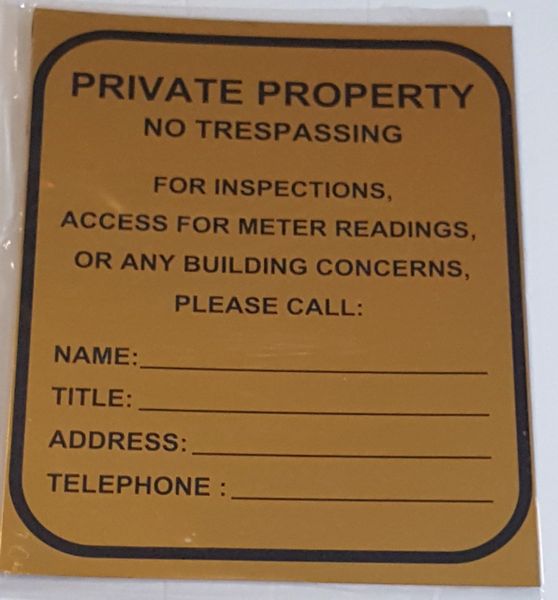 PRIVATE PROPERTY
NO TRESPASSING
FOR INSPECTIONS,
ACCESS FOR METER READINGS,
OR ANY BUILDING CONCERNS,
PLEASE CALL:
NAME:
TITLE:
ADDRESS:
TELEPHONE :